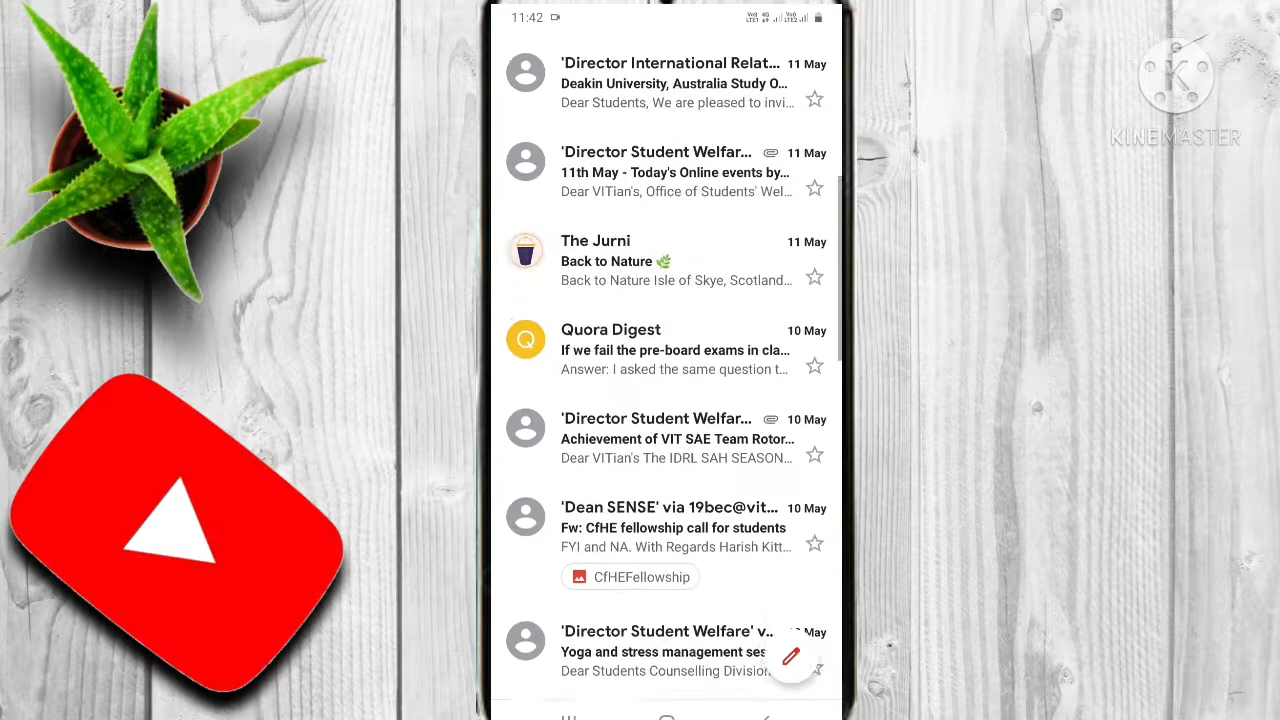 11:42
Vo) 4G Vo)
LTE1 LTE2
K
KINEMASTER
'Director International Relat... 11 May
Deakin University, Australia Study O...
Dear Students, We are pleased to invi...
'Director Student Welfar... 11 May
11th May - Today's Online events by...
Dear VITian's, Office of Students' Wel...
The Jurni 11 May
Back to Nature 🌿
Back to Nature Isle of Skye, Scotland...
Quora Digest 10 May
Q
If we fail the pre-board exams in cla...
Answer: I asked the same question t...
'Director Student Welfar... 10 May
Achievement of VIT SAE Team Rotor...
Dear VITian's The IDRL SAH SEASON...
'Dean SENSE' via 19bec@vit... 10 May
Fw: CfHE fellowship call for students
FYI and NA. With Regards Harish Kitt...
CfHEFellowship
'Director Student Welfare' v... May
Yoga and stress management ses
Dear Students Counselling Division